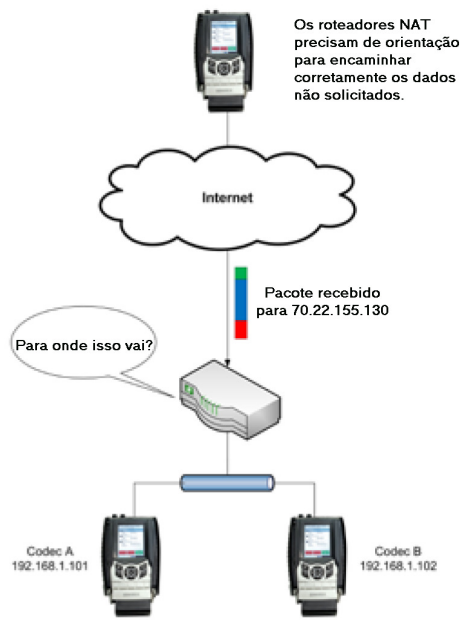 Os roteadores NAT
precisam de orientação
para encaminhar
corretamente os dados
não solicitados.
Internet
Pacote recebido
para 70.22.155.130
Para onde isso vai?
Codec A
192.168.1.101
Codec B
192.168.1.102